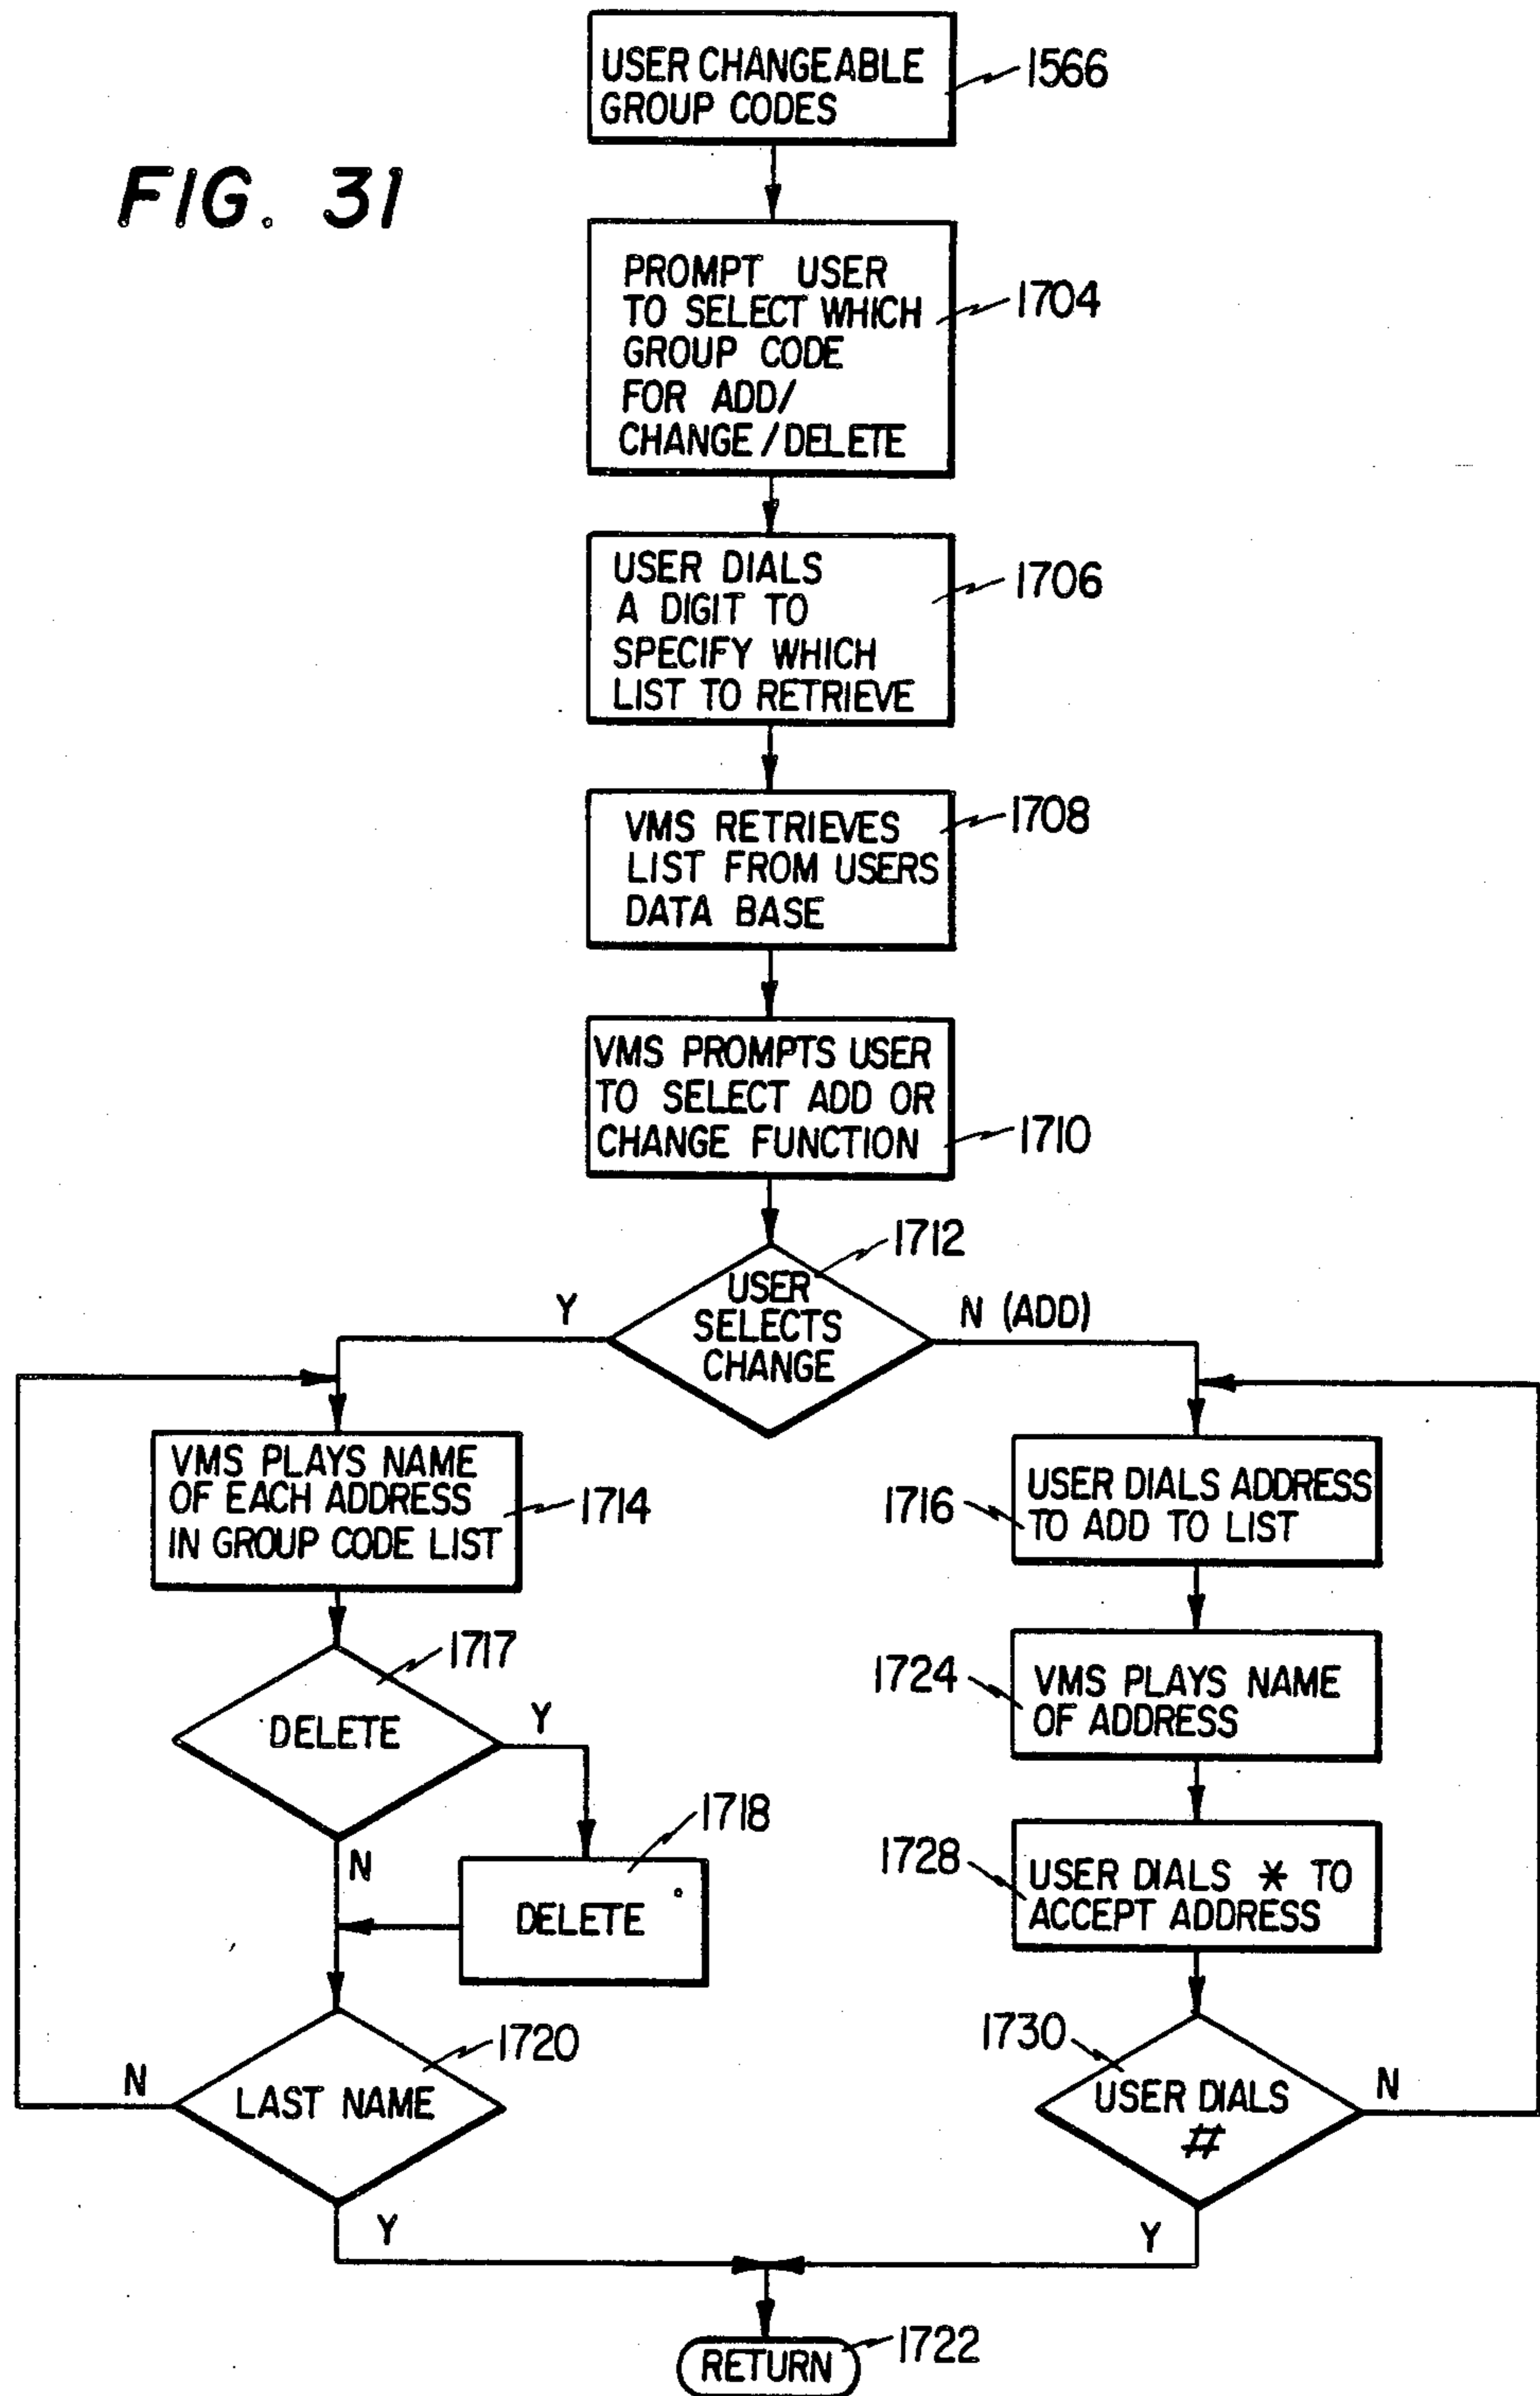 FIG. 31
USER CHANGEABLE
GROUP CODES
1566
PROMPT USER
TO SELECT WHICH
GROUP CODE
FOR ADD/
CHANGE/DELETE
1704
USER DIALS
A DIGIT TO
SPECIFY WHICH
LIST TO RETRIEVE
1706
VMS RETRIEVES
LIST FROM USERS
DATA BASE
1708
VMS PROMPTS USER
TO SELECT ADD OR
CHANGE FUNCTION
1710
1712
USER
SELECTS
CHANGE
Y
N (ADD)
VMS PLAYS NAME
OF EACH ADDRESS
IN GROUP CODE LIST
1714
1717
DELETE
Y
N
1718
DELETE
1720
LAST NAME
N
Y
1716
USER DIALS ADDRESS
TO ADD TO LIST
1724
VMS PLAYS NAME
OF ADDRESS
1728
USER DIALS * TO
ACCEPT ADDRESS
1730
USER DIALS
#
N
Y
RETURN
1722